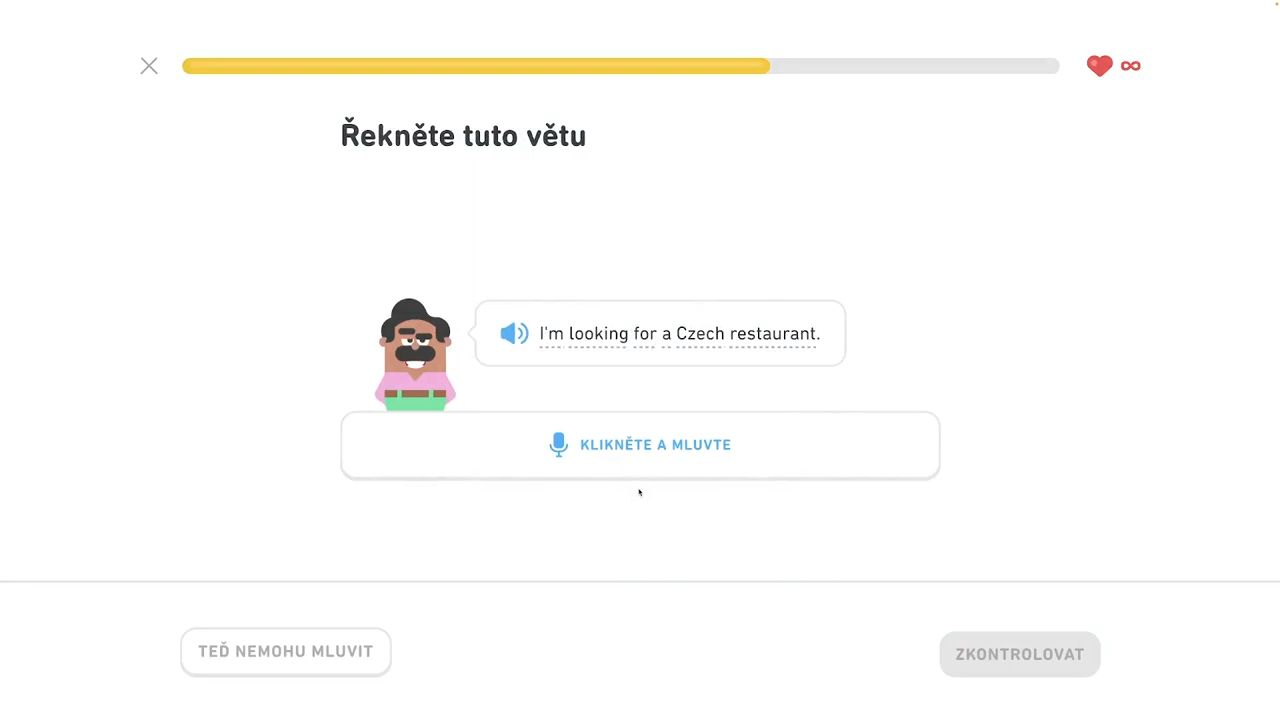 Řekněte tuto větu
I'm looking for a Czech restaurant.
KLIKNĚTE A MLUVTE
TEĎ NEMOHU MLUVIT
ZKONTROLOVAT